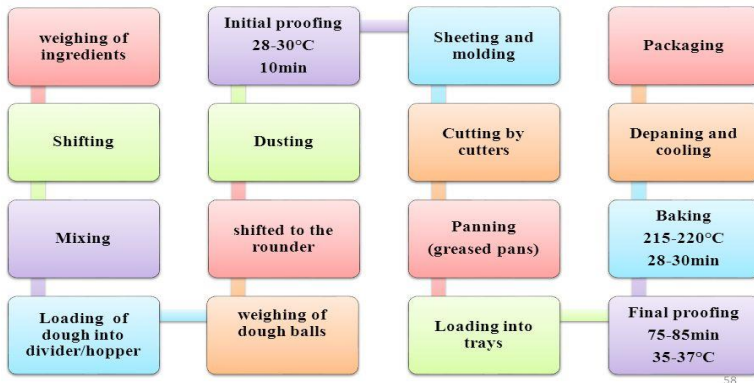 weighing of
ingredients
Shifting
Mixing
Loading of
dough into
divider/hopper
weighing of
dough balls
shifted to the
rounder
Dusting
Initial proofing
28-30°C
10min
Sheeting and
molding
Cutting by
cutters
Panning
(greased pans)
Loading into
trays
Final proofing
75-85min
35-37°C
Baking
215-220°C
28-30min
Depaning and
cooling
Packaging
58